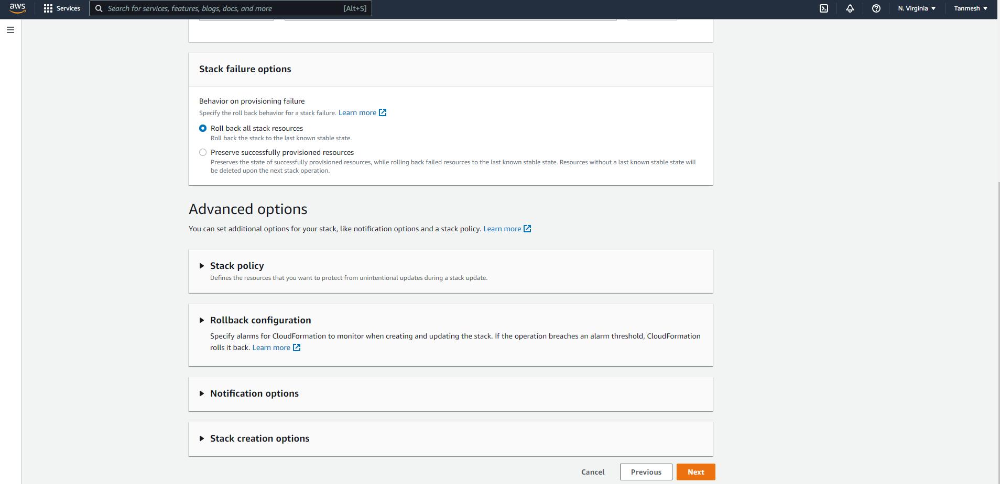 aws
Services
Search for services, features, blogs, docs, and more
[Alt+S]
N. Virginia
Tanmesh
Stack failure options
Behavior on provisioning failure
Specify the roll back behavior for a stack failure. Learn more
Roll back all stack resources
Roll back the stack to the last known stable state.
Preserve successfully provisioned resources
Preserves the state of successfully provisioned resources, while rolling back failed resources to the last known stable state. Resources without a last known stable state will
be deleted upon the next stack operation.
Advanced options
You can set additional options for your stack, like notification options and a stack policy. Learn more
Stack policy
Defines the resources that you want to protect from unintentional updates during a stack update.
Rollback configuration
Specify alarms for CloudFormation to monitor when creating and updating the stack. If the operation breaches an alarm threshold, CloudFormation
rolls it back. Learn more
Notification options
Stack creation options
Cancel
Previous
Next